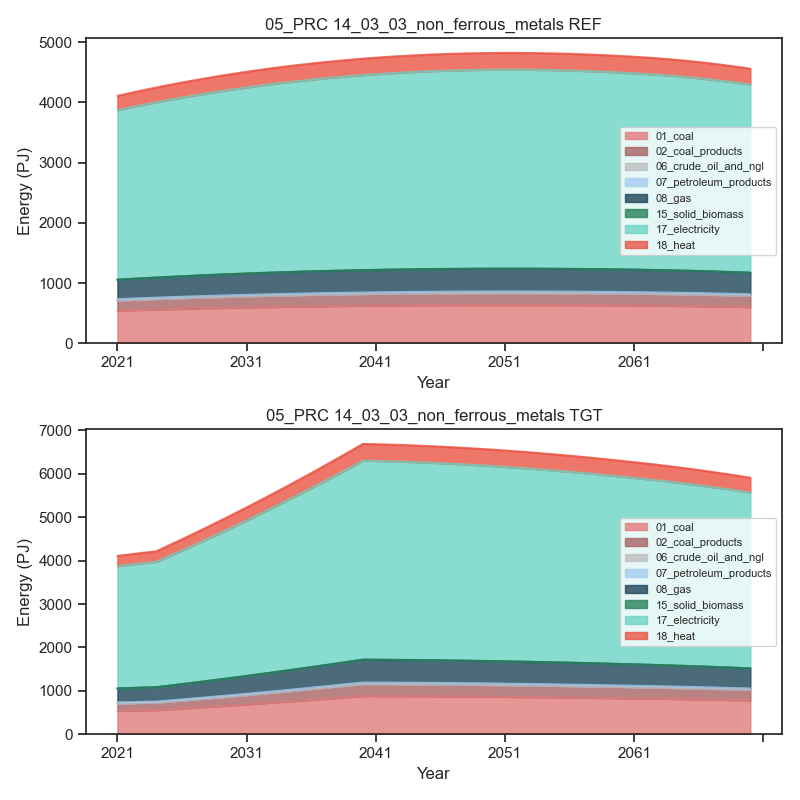 05_PRC 14_03_03_non_ferrous_metals REF
5000
4000
3000
2000
1000
0
Energy (PJ)
01_coal
02_coal_products
06_crude_oil_and_ngl
07_petroleum_products
08_gas
15_solid_biomass
17_electricity
18_heat
2021
2031
2041
2051
2061
Year
05_PRC 14_03_03_non_ferrous_metals TGT
7000
6000
5000
4000
3000
2000
1000
0
Energy (PJ)
01_coal
02_coal_products
06_crude_oil_and_ngl
07_petroleum_products
08_gas
15_solid_biomass
17_electricity
18_heat
2021
2031
2041
2051
2061
Year